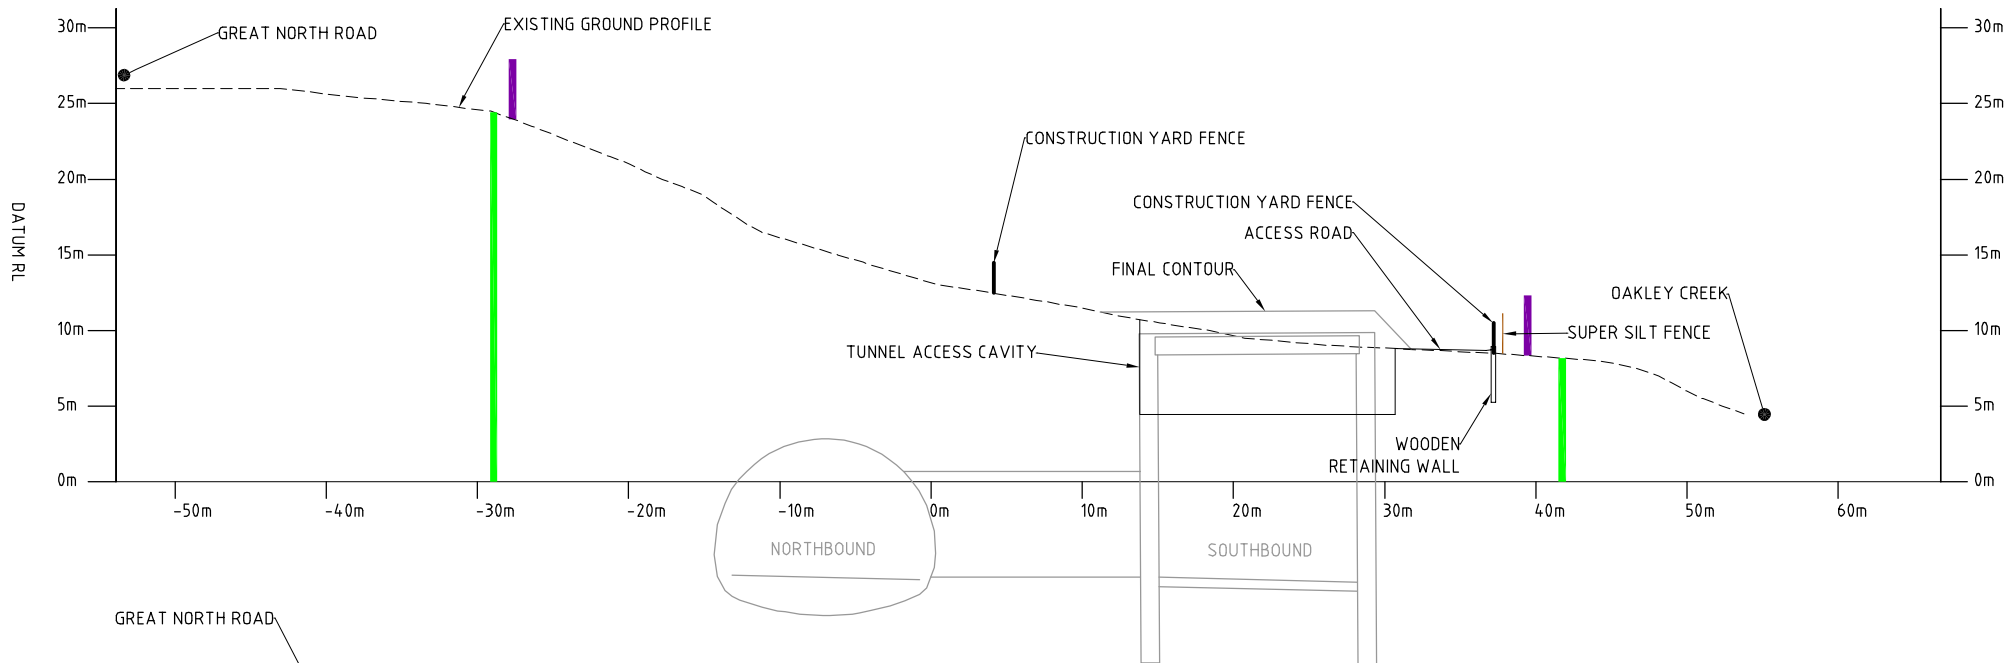 30m
30m
GREAT NORTH ROAD
EXISTING GROUND PROFILE
25m
25m
CONSTRUCTION YARD FENCE
20m
20m
CONSTRUCTION YARD FENCE
ACCESS ROAD
DATUM RL
15m
15m
FINAL CONTOUR
OAKLEY CREEK
10m
10m
SUPER SILT FENCE
TUNNEL ACCESS CAVITY
5m
5m
WOODEN
RETAINING WALL
0m
0m
-50m
-40m
-30m
-20m
-10m
0m
10m
20m
30m
40m
50m
60m
NORTHBOUND
SOUTHBOUND
GREAT NORTH ROAD